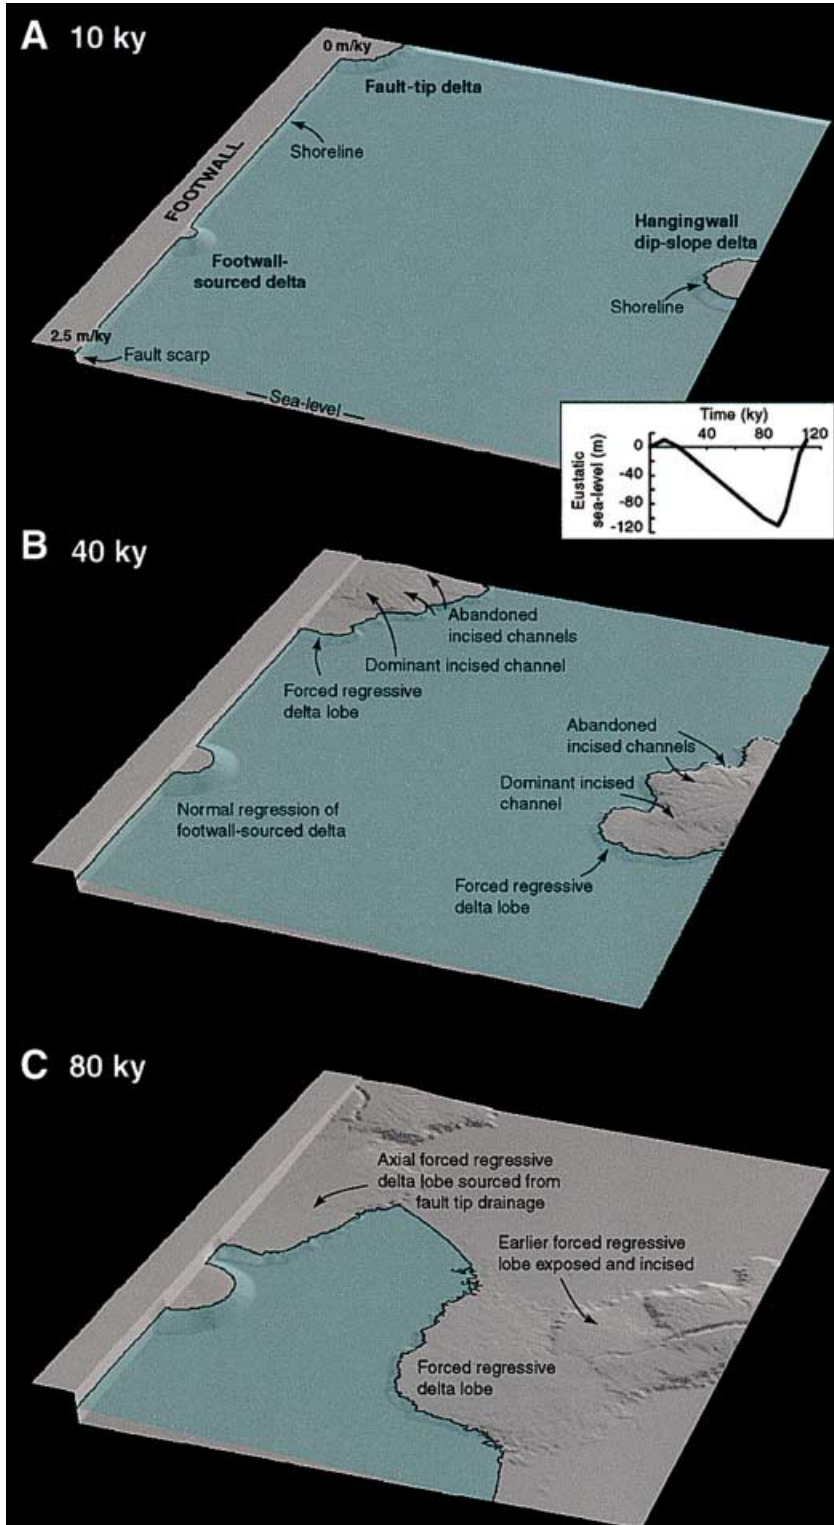 A 10 ky
0 m/ky
Fault-tip delta
Shoreline
FOOTWALL
Hangingwall
dip-slope delta
Footwall-
sourced delta
Shoreline
2.5 m/ky
Fault scarp
Sea-level
Time (ky)
40 80 120
Eustatic
sea-level (m)
0
-40
-80
-120
B 40 ky
Abandoned
incised channels
Dominant incised channel
Forced regressive
delta lobe
Abandoned
incised channels
Dominant incised
channel
Normal regression of
footwall-sourced delta
Forced regressive
delta lobe
C 80 ky
Axial forced regressive
delta lobe sourced from
fault tip drainage
Earlier forced regressive
lobe exposed and incised
Forced regressive
delta lobe